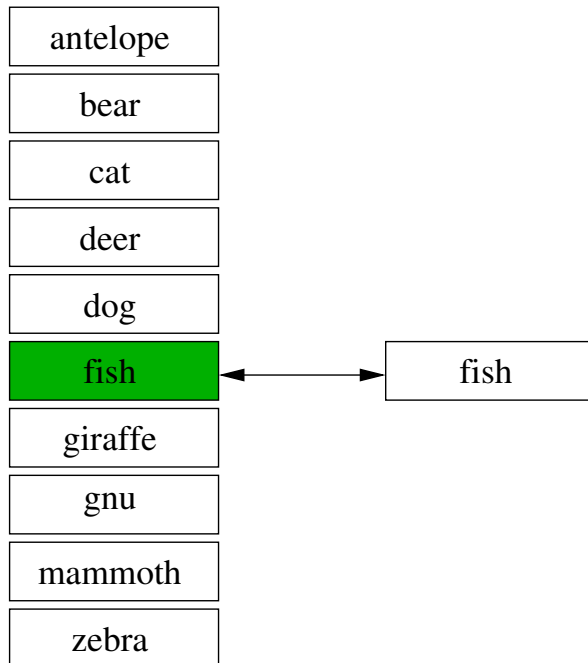 antelope
bear
cat
deer
dog
fish fish
giraffe
gnu
mammoth
zebra